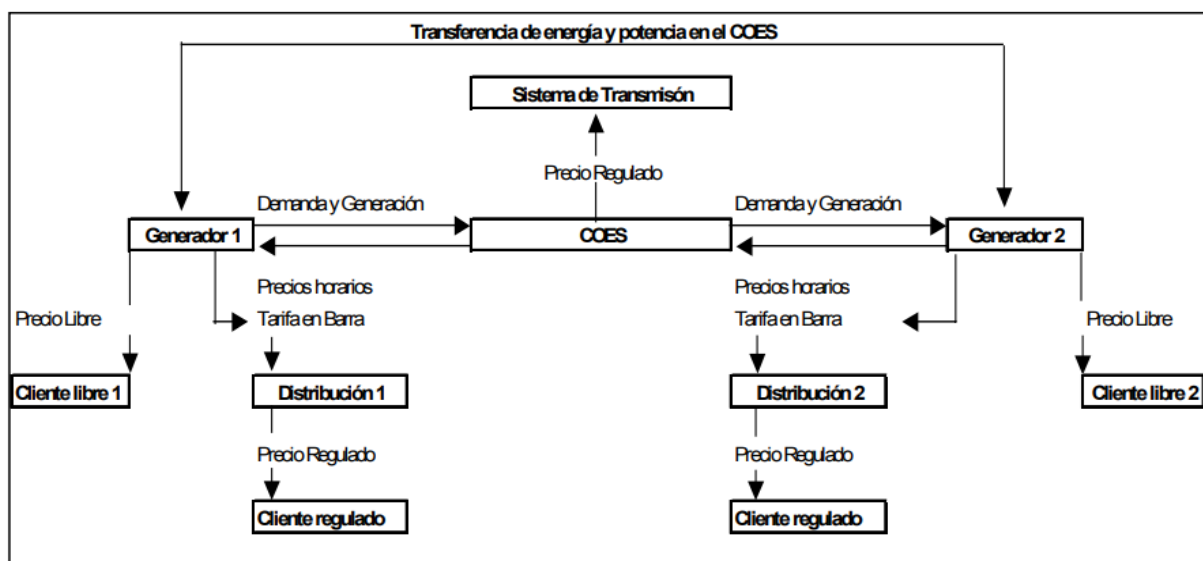 Transferencia de energía y potencia en el COES
Sistema de Transmisón
Precio Regulado
Demanda y Generación
Demanda y Generación
Generador 1
COES
Generador 2
Precios horarios
Precios horarios
Precio Libre
Tarifa en Barra
Tarifa en Barra
Precio Libre
Cliente libre 1
Distribución 1
Distribución 2
Cliente libre 2
Precio Regulado
Precio Regulado
Cliente regulado
Cliente regulado